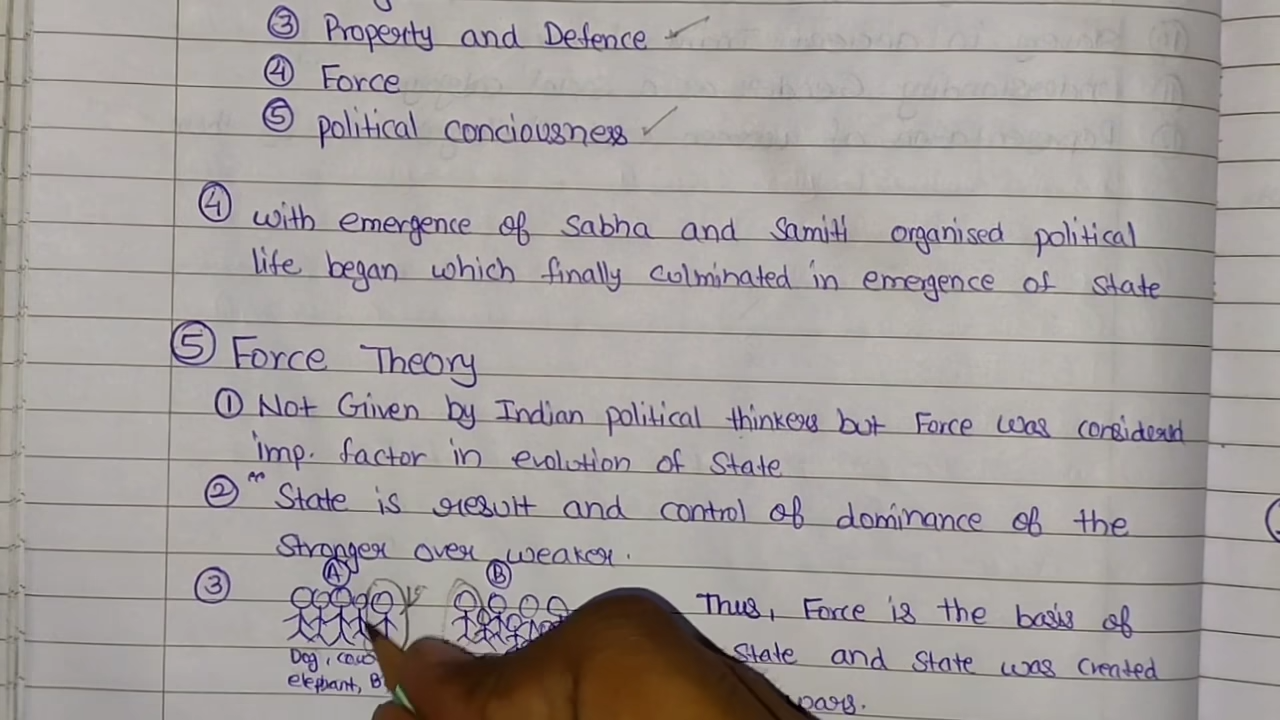 ③ Property and Defence ✓
④ Force
⑤ political conciousness ✓
④ with emergence of Sabha and Samiti organised political
life began which finally culminated in emergence of State
⑤ Force Theory
① Not Given by Indian political thinkers but Force was considered
imp. factor in evolution of State
② " State is result and control of dominance of the
Stronger over weaker.
③ Ⓐ Ⓑ
Thus, Force is the basis of
Dog, cow
State and State was created
elephant, B
wars.